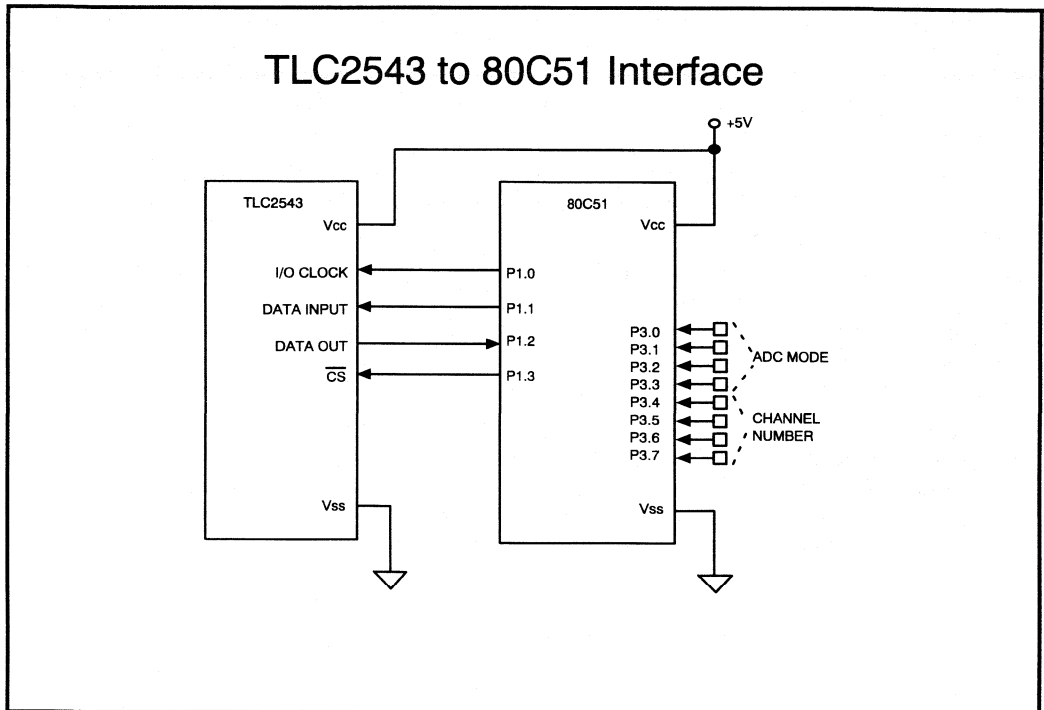 TLC2543 to 80C51 Interface
+5V
TLC2543
Vcc
I/O CLOCK
DATA INPUT
DATA OUT
CS
Vss
80C51
Vcc
P1.0
P1.1
P1.2
P1.3
P3.0
P3.1
P3.2
P3.3
P3.4
P3.5
P3.6
P3.7
Vss
ADC MODE
CHANNEL
NUMBER